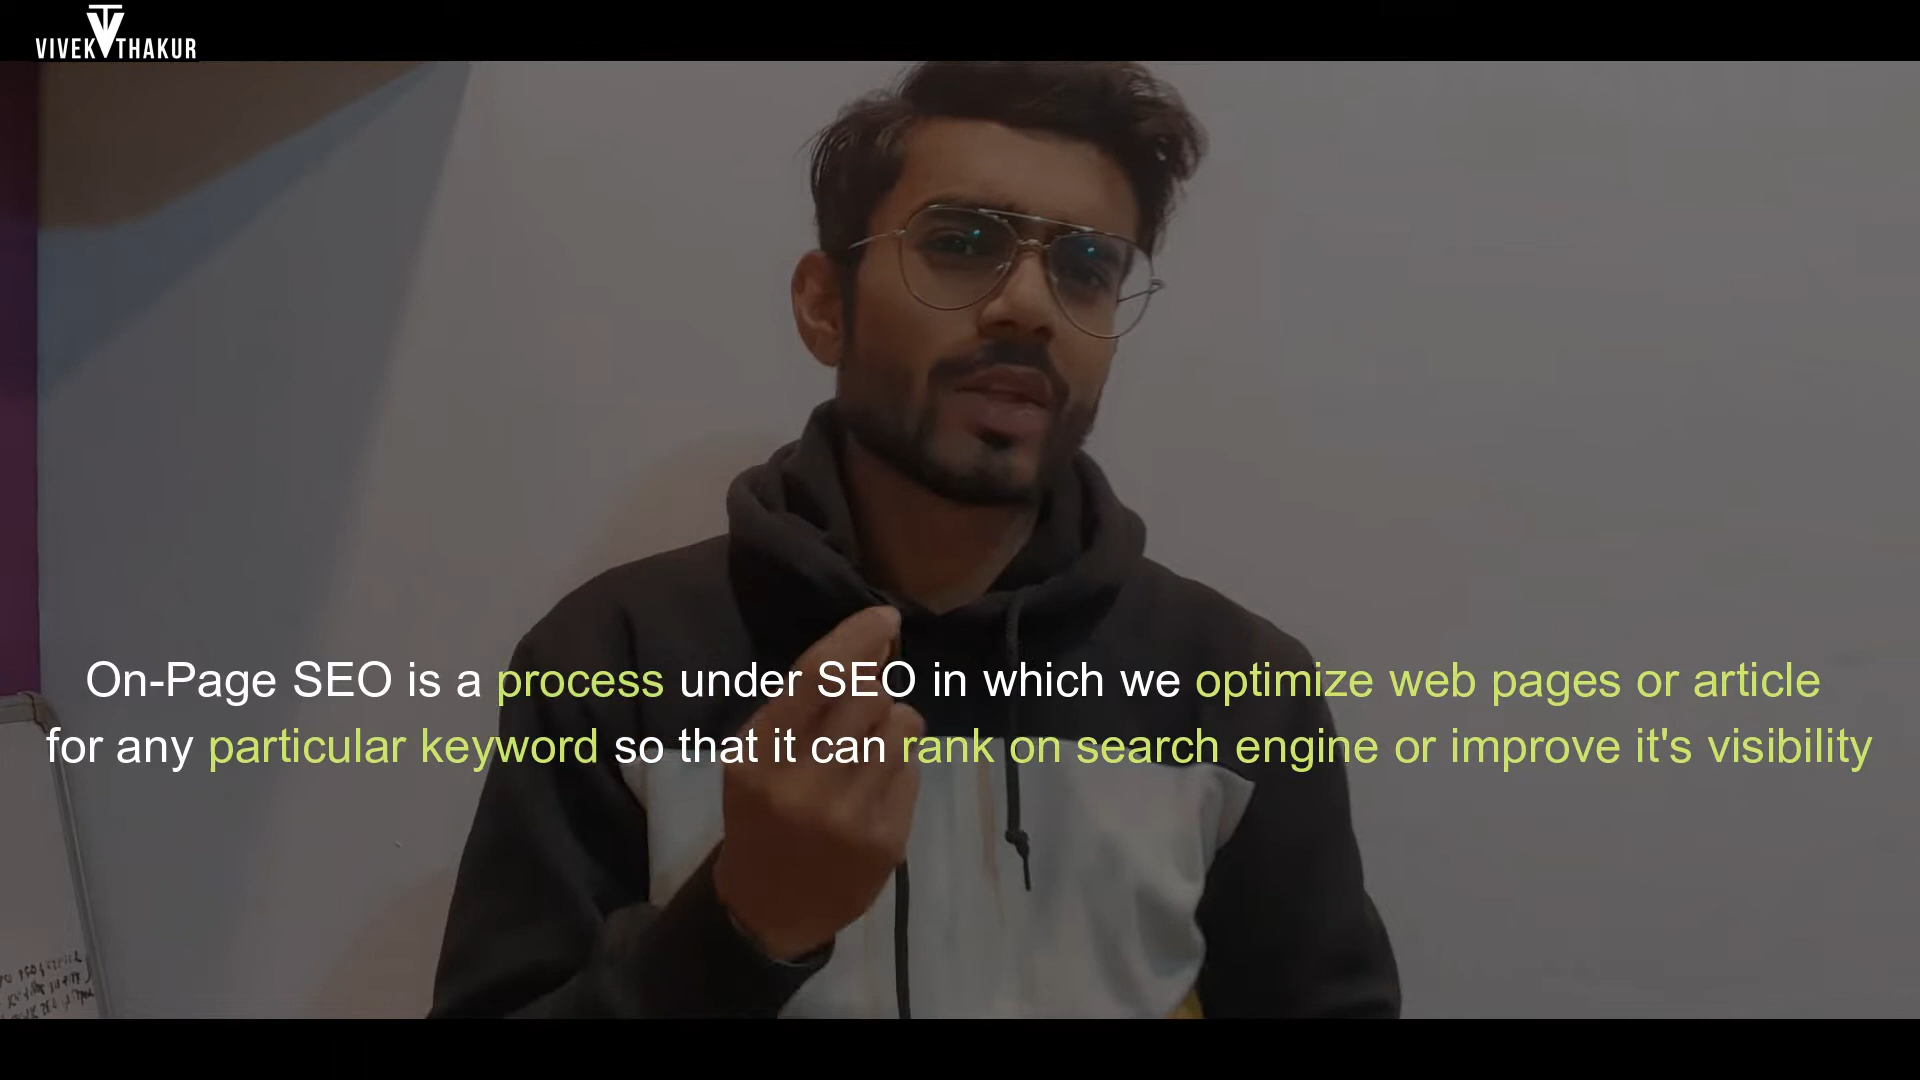 VIVEK THAKUR
On-Page SEO is a process under SEO in which we optimize web pages or article
for any particular keyword so that it can rank on search engine or improve it's visibility